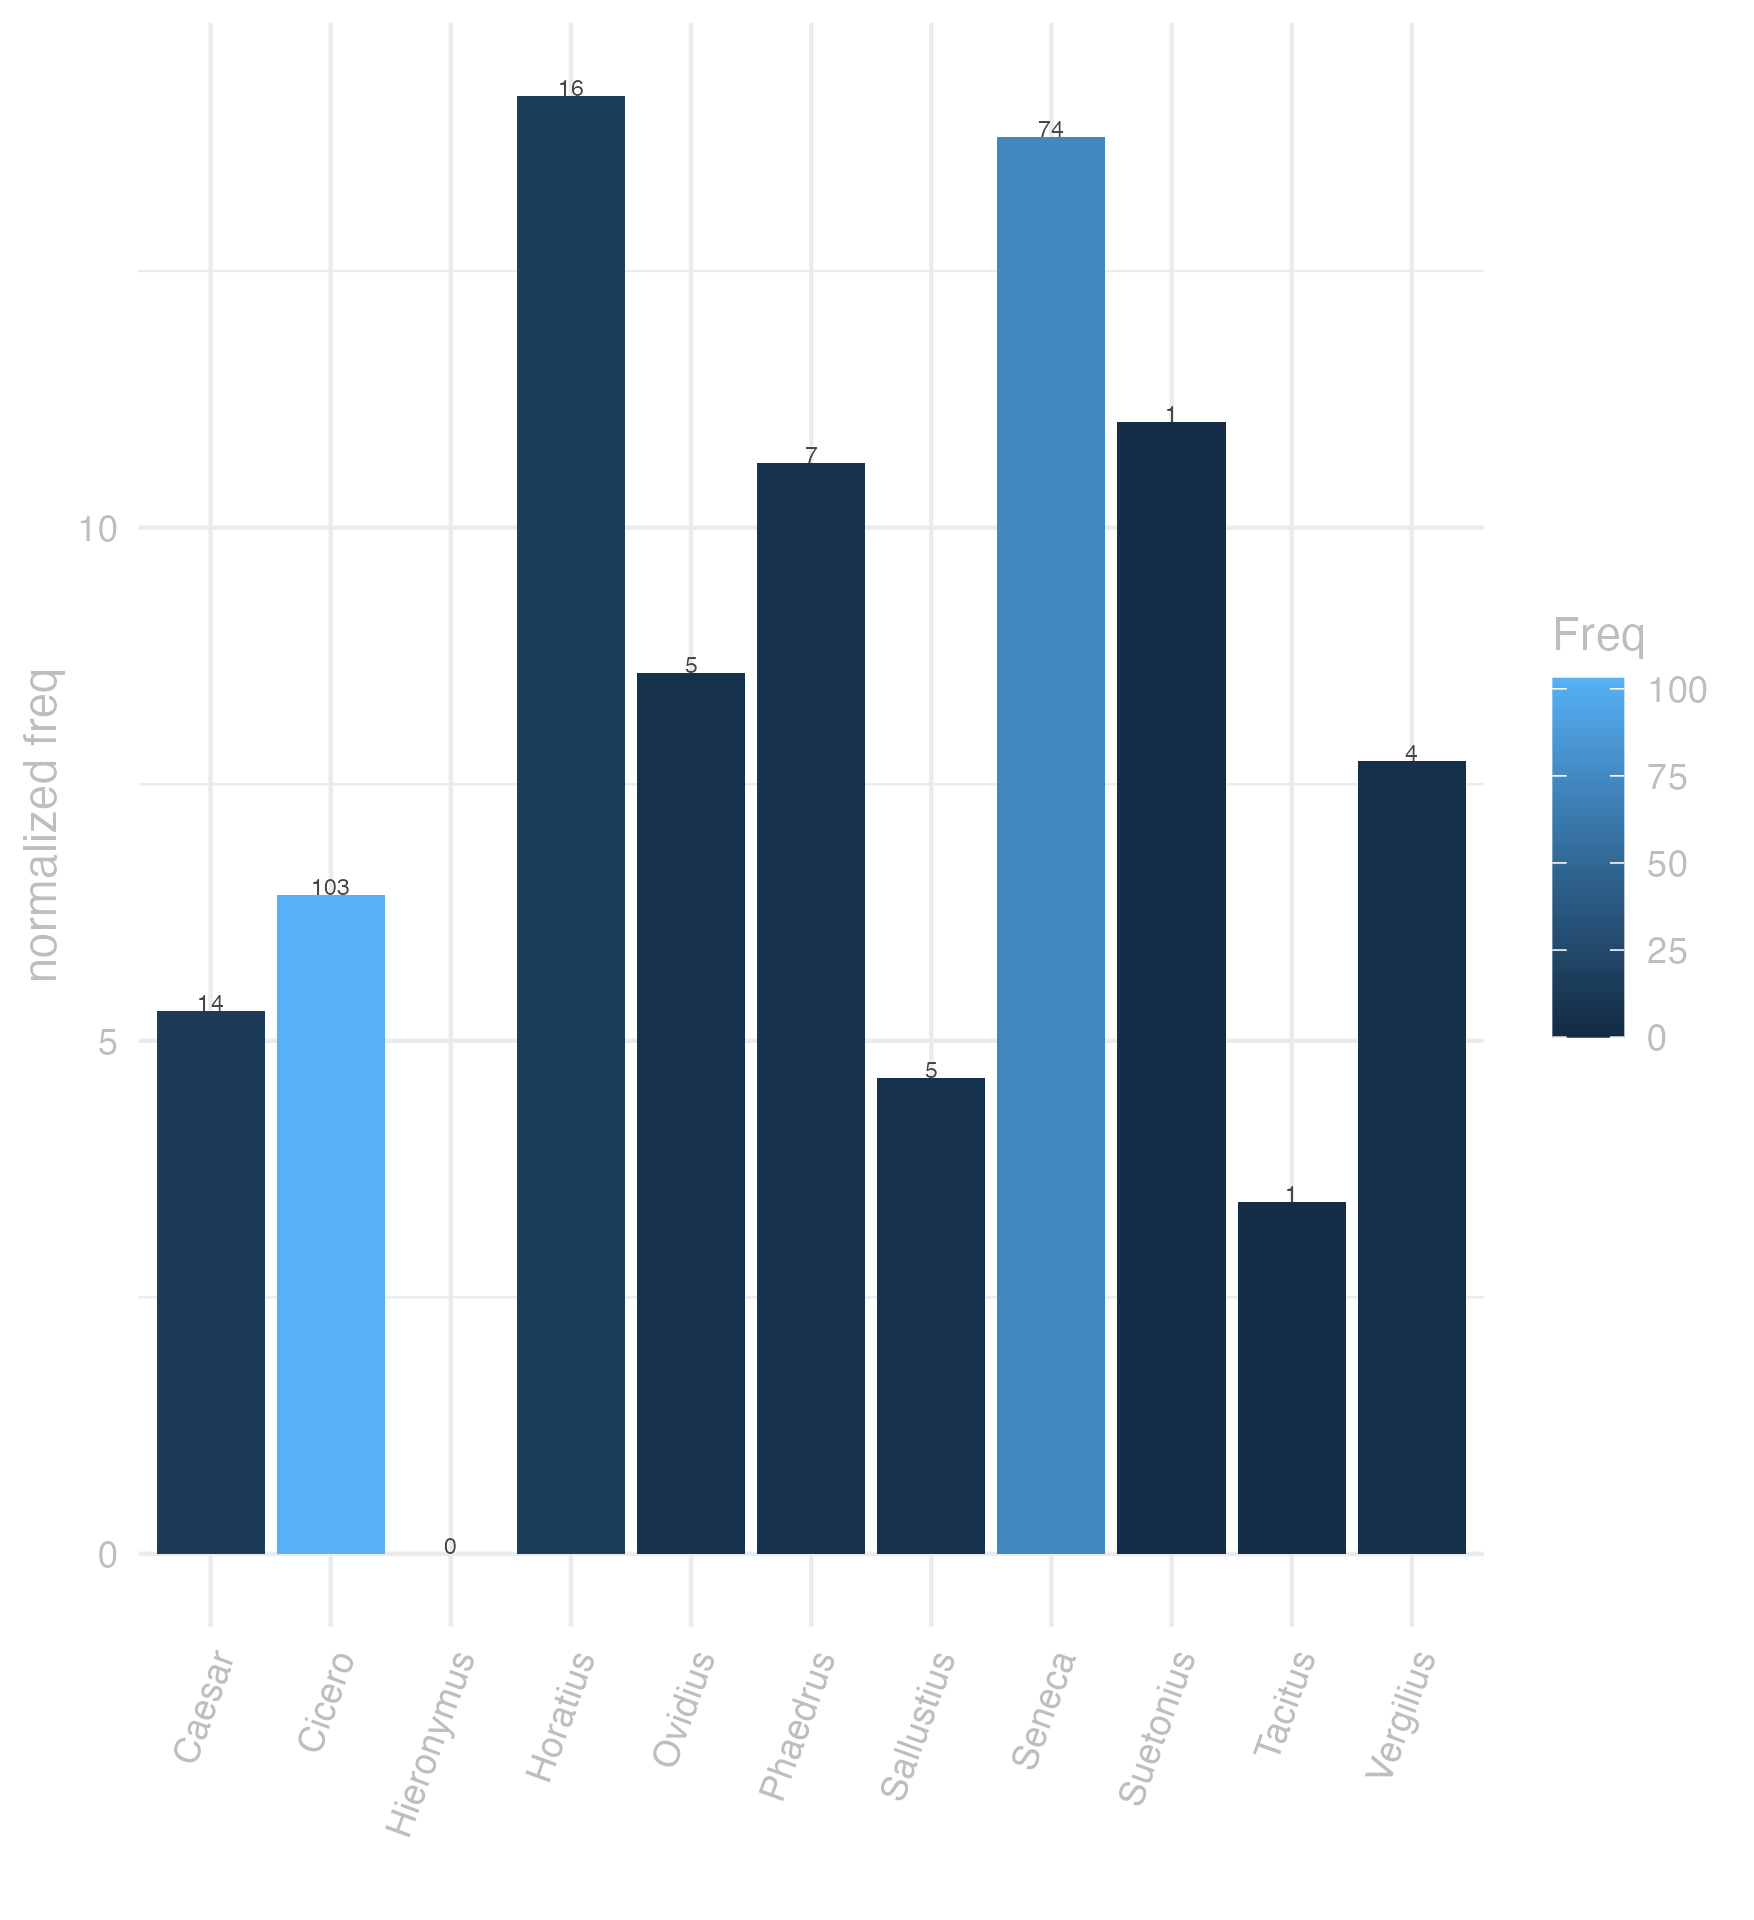 16
74
1
7
10
5
4
103
14
5
5
1
0
0
normalized freq
Freq
100
75
50
25
0
Caesar
Cicero
Hieronymus
Horatius
Ovidius
Phaedrus
Sallustius
Seneca
Suetonius
Tacitus
Vergilius